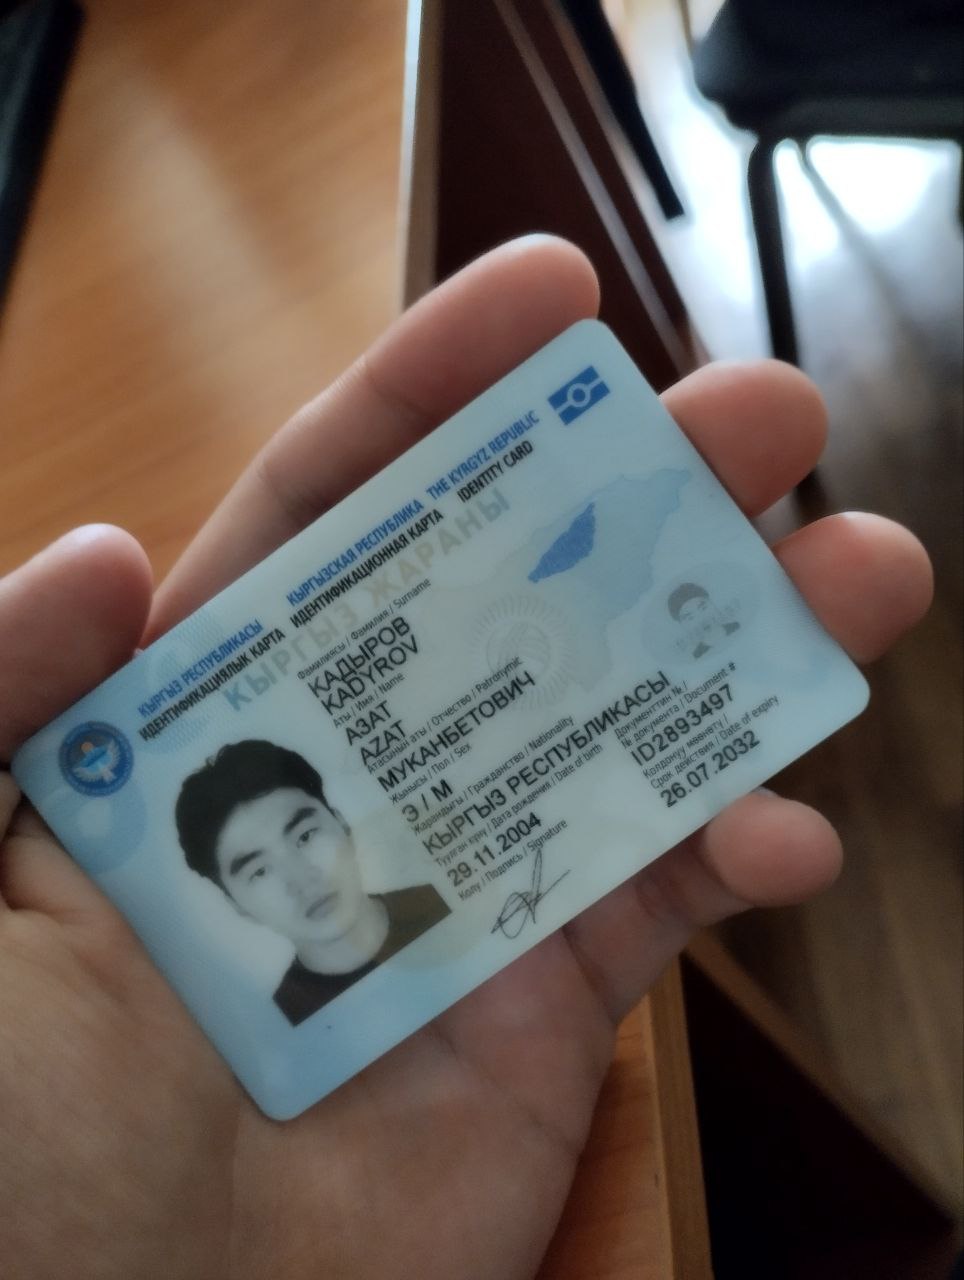 КЫРГЫЗ РЕСПУБЛИКАСЫ КЫРГЫЗСКАЯ РЕСПУБЛИКА THE KYRGYZ REPUBLIC
ИДЕНТИФИКАЦИЯЛЫК КАРТА ИДЕНТИФИКАЦИОННАЯ КАРТА IDENTITY CARD
КЫРГЫЗ ЖАРАНЫ
Фамилиясы / Фамилия / Surname
КАДЫРОВ
KADYROV
Аты / Имя / Name
АЗАТ
AZAT
Атасынын аты / Отчество / Patronymic
МУКАНБЕТОВИЧ
Жынысы / Пол / Sex
Э / М
Жарандыгы / Гражданство / Nationality
КЫРГЫЗ РЕСПУБЛИКАСЫ
Туулган күнү / Дата рождения / Date of birth
29.11.2004
Колу / Подпись / Signature
Документтин № /
№ документа / Document #
ID2893497
Колдонуу мөөнөтү /
Срок действия / Date of expiry
26.07.2032